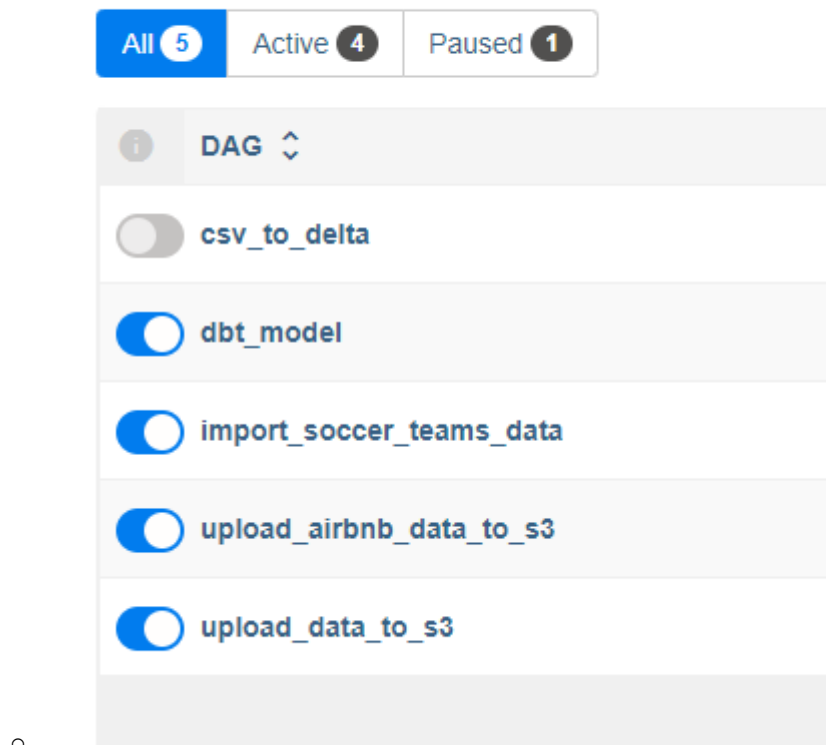 All 5 Active 4 Paused 1
DAG
csv_to_delta
dbt_model
import_soccer_teams_data
upload_airbnb_data_to_s3
upload_data_to_s3